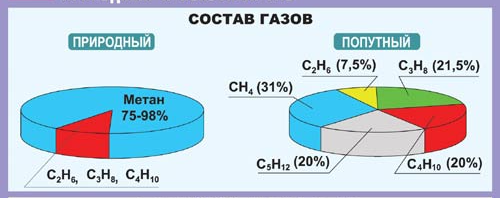 СОСТАВ ГАЗОВ
ПРИРОДНЫЙ
Метан
75-98%
C₂H₆, C₃H₈, C₄H₁₀
ПОПУТНЫЙ
C₂H₆ (7,5%)
C₃H₈ (21,5%)
CH₄ (31%)
C₅H₁₂ (20%)
C₄H₁₀ (20%)